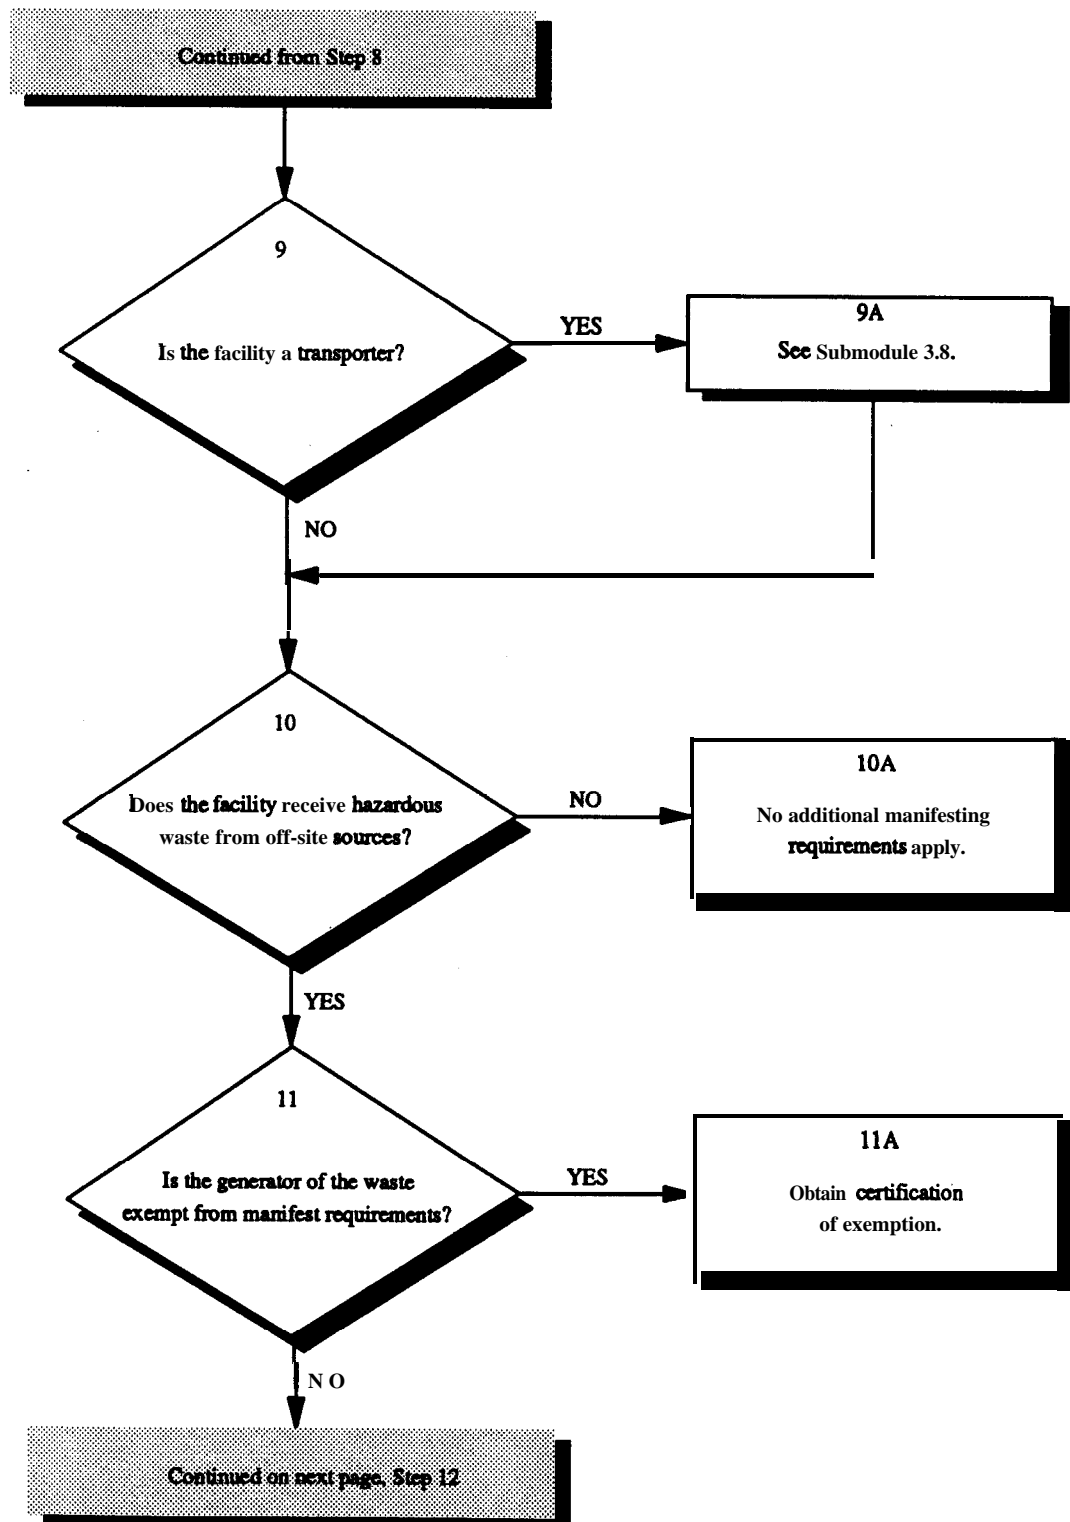 Continued from Step 8
9
Is the facility a transporter?
YES
9A
See Submodule 3.8.
NO
10
Does the facility receive hazardous
waste from off-site sources?
NO
10A
No additional manifesting
requirements apply.
YES
11
Is the generator of the waste
exempt from manifest requirements?
YES
11A
Obtain certification
of exemption.
N O
Continued on next page, Step 12